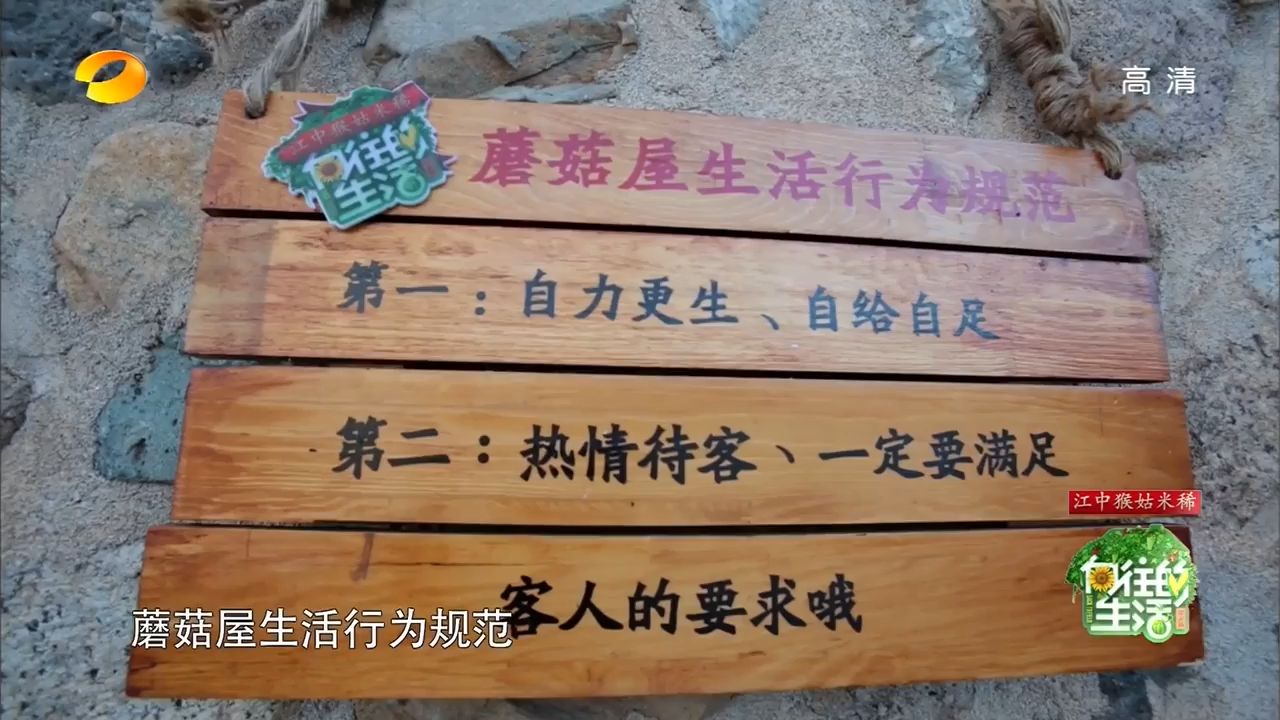 高清
江中猴姑米稀
向往的
生活
蘑菇屋生活行为规范
第一：自力更生、自给自足
第二：热情待客、一定要满足
客人的要求哦
蘑菇屋生活行为规范
江中猴姑米稀
向往的
生活